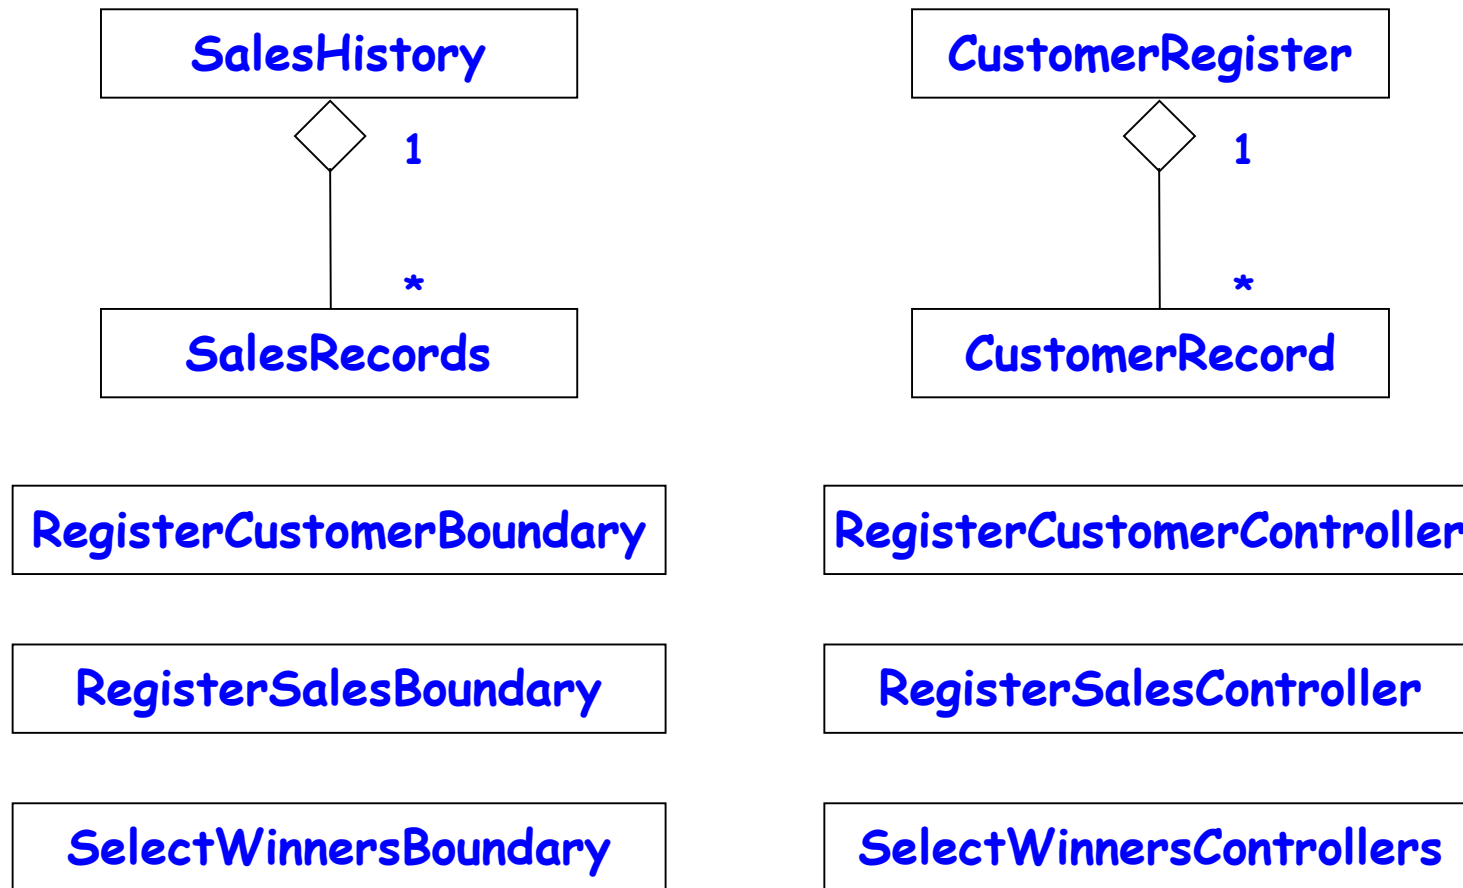 SalesHistory
CustomerRegister
1
1
*
*
SalesRecords
CustomerRecord
RegisterCustomerBoundary
RegisterCustomerController
RegisterSalesBoundary
RegisterSalesController
SelectWinnersBoundary
SelectWinnersControllers